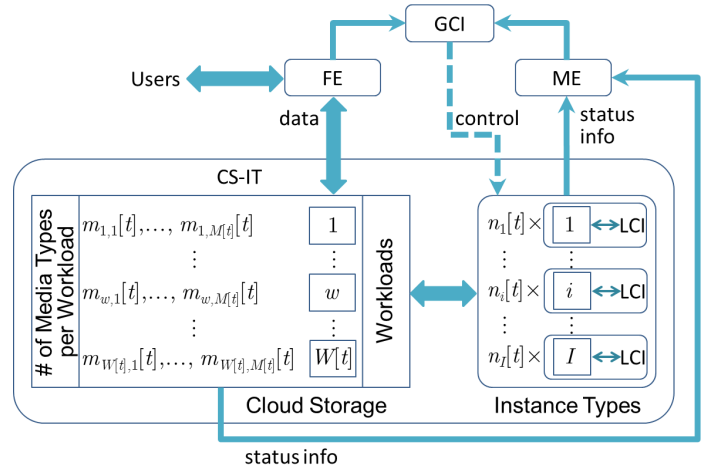 GCI
Users
FE
ME
data
control
status
info
CS-IT
# of Media Types
per Workload
m_{1,1}[t],..., m_{1,M[t]}[t]
1
⋮ ⋮
m_{w,1}[t],..., m_{w,M[t]}[t]
w
⋮ ⋮
m_{W[t],1}[t],..., m_{W[t],M[t]}[t]
W[t]
Workloads
n_1[t]× 1 LCI
⋮ ⋮
n_i[t]× i LCI
⋮ ⋮
n_I[t]× I LCI
Cloud Storage
Instance Types
status info